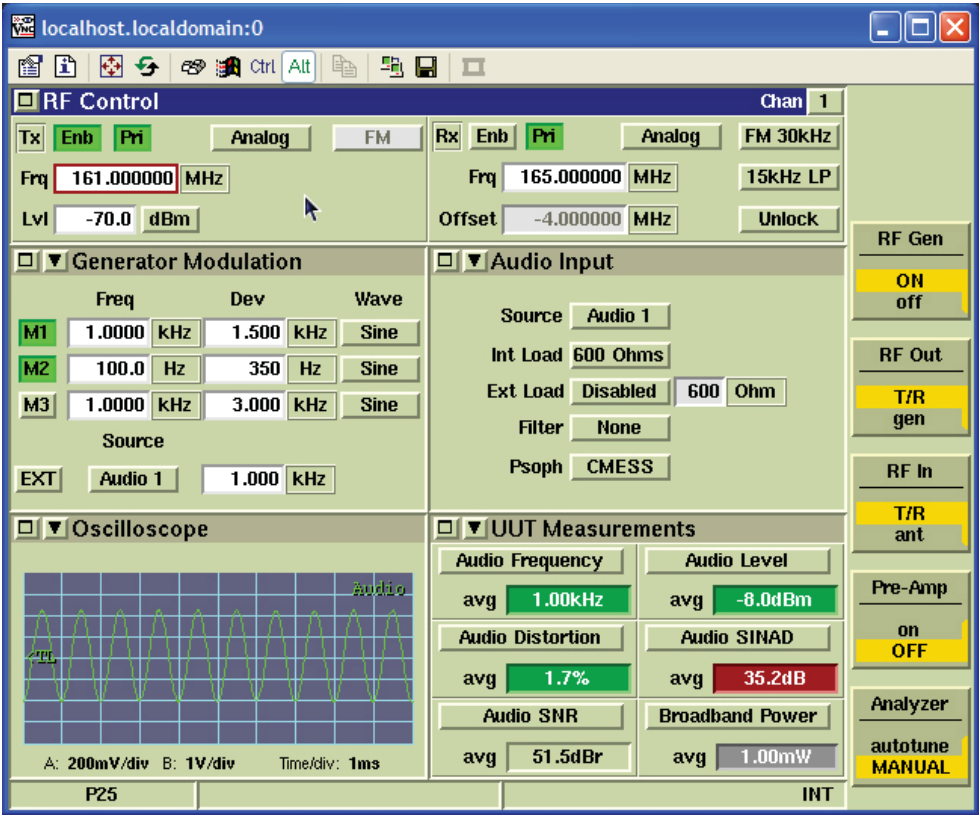 localhost.localdomain:0
Ctrl Alt
RF Control Chan 1
Tx Enb Pri Analog FM
Frq 161.000000 MHz
Lvl -70.0 dBm
Rx Enb Pri Analog FM 30kHz
Frq 165.000000 MHz 15kHz LP
Offset -4.000000 MHz Unlock
Generator Modulation
Freq Dev Wave
M1 1.0000 kHz 1.500 kHz Sine
M2 100.0 Hz 350 Hz Sine
M3 1.0000 kHz 3.000 kHz Sine
Source
EXT Audio 1 1.000 kHz
Audio Input
Source Audio 1
Int Load 600 Ohms
Ext Load Disabled 600 Ohm
Filter None
Psoph CMESS
Oscilloscope
Audio
<TL
A: 200mV/div B: 1V/div Time/div: 1ms
UUT Measurements
Audio Frequency Audio Level
avg 1.00kHz avg -8.0dBm
Audio Distortion Audio SINAD
avg 1.7% avg 35.2dB
Audio SNR Broadband Power
avg 51.5dBr avg 1.00mW
P25 INT
RF Gen
ON
off
RF Out
T/R
gen
RF In
T/R
ant
Pre-Amp
on
OFF
Analyzer
autotune
MANUAL